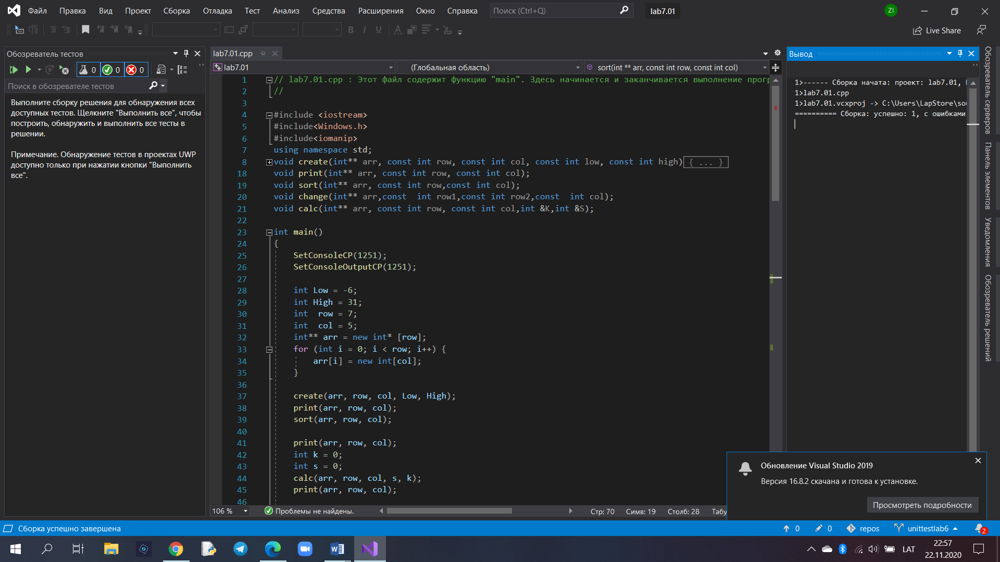 Файл Правка Вид Проект Сборка Отладка Тест Анализ Средства Расширения Окно Справка Поиск (Ctrl+Q) lab7.01 ZI
Live Share
Обозреватель тестов
0 0 0
Поиск в обозревателе тестов
Выполните сборку решения для обнаружения всех
доступных тестов. Щелкните "Выполнить все", чтобы
построить, обнаружить и выполнить все тесты в
решении.
Примечание. Обнаружение тестов в проектах UWP
доступно только при нажатии кнопки "Выполнить
все".
lab7.01.cpp
lab7.01 (Глобальная область) sort(int ** arr, const int row, const int col)
1 // lab7.01.cpp : Этот файл содержит функцию "main". Здесь начинается и заканчивается выполнение прог
2 //
3
4 #include <iostream>
5 #include<Windows.h>
6 #include<iomanip>
7 using namespace std;
8 void create(int** arr, const int row, const int col, const int low, const int high){ ... }
18 void print(int** arr, const int row, const int col);
19 void sort(int** arr, const int row,const int col);
20 void change(int** arr,const  int row1,const int row2,const  int col);
21 void calc(int** arr, const int row, const int col,int &K,int &S);
22
23 int main()
24 {
25 SetConsoleCP(1251);
26 SetConsoleOutputCP(1251);
27
28 int Low = -6;
29 int High = 31;
30 int  row = 7;
31 int  col = 5;
32 int** arr = new int* [row];
33 for (int i = 0; i < row; i++) {
34 arr[i] = new int[col];
35 }
36
37 create(arr, row, col, Low, High);
38 print(arr, row, col);
39 sort(arr, row, col);
40
41 print(arr, row, col);
42 int k = 0;
43 int s = 0;
44 calc(arr, row, col, s, k);
45 print(arr, row, col);
46
106 % Проблемы не найдены. Стр: 70 Симв: 19 Столб: 28 Табу
Вывод
1>------ Сборка начата: проект: lab7.01,
1>lab7.01.cpp
1>lab7.01.vcxproj -> C:\Users\LapStore\sou
========== Сборка: успешно: 1, с ошибками
Обозреватель серверов
Панель элементов
Уведомления
Обозреватель решений
Обновление Visual Studio 2019
Версия 16.8.2 скачана и готова к установке.
Просмотреть подробности
Сборка успешно завершена 0 0 repos unittestlab6 2
LAT
22:57
22.11.2020